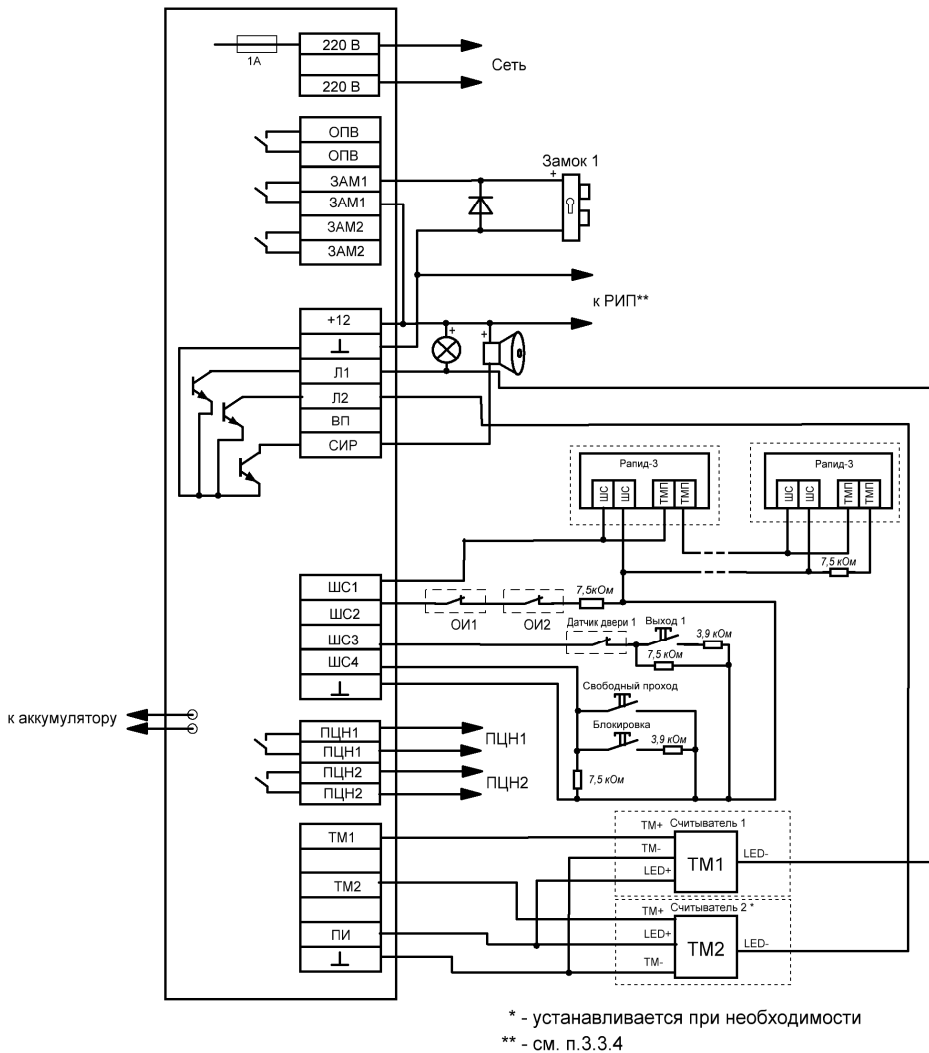 220 В
1А
Сеть
220 В
ОПВ
ОПВ
Замок 1
+
ЗАМ1
ЗАМ1
ЗАМ2
ЗАМ2
к РИП**
+12
+
+
⊥
Л1
Л2
ВП
СИР
Рапид-3
Рапид-3
ШС
ШС
ТМП
ТМП
ШС
ШС
ТМП
ТМП
7,5 кОм
ШС1
7,5кОм
ШС2
ОИ1
ОИ2
Датчик двери 1
Выход 1
3,9 кОм
ШС3
7,5 кОм
ШС4
Свободный проход
⊥
к аккумулятору
Блокировка
ПЦН1
ПЦН1
3,9 кОм
ПЦН1
ПЦН2
7,5 кОм
ПЦН2
ПЦН2
ТМ+
Считыватель 1
ТМ1
ТМ-
ТМ1
LED-
LED+
ТМ2
Считыватель 2 *
ТМ+
ПИ
LED+
ТМ2
LED-
⊥
ТМ-
* - устанавливается при необходимости
** - см. п.3.3.4